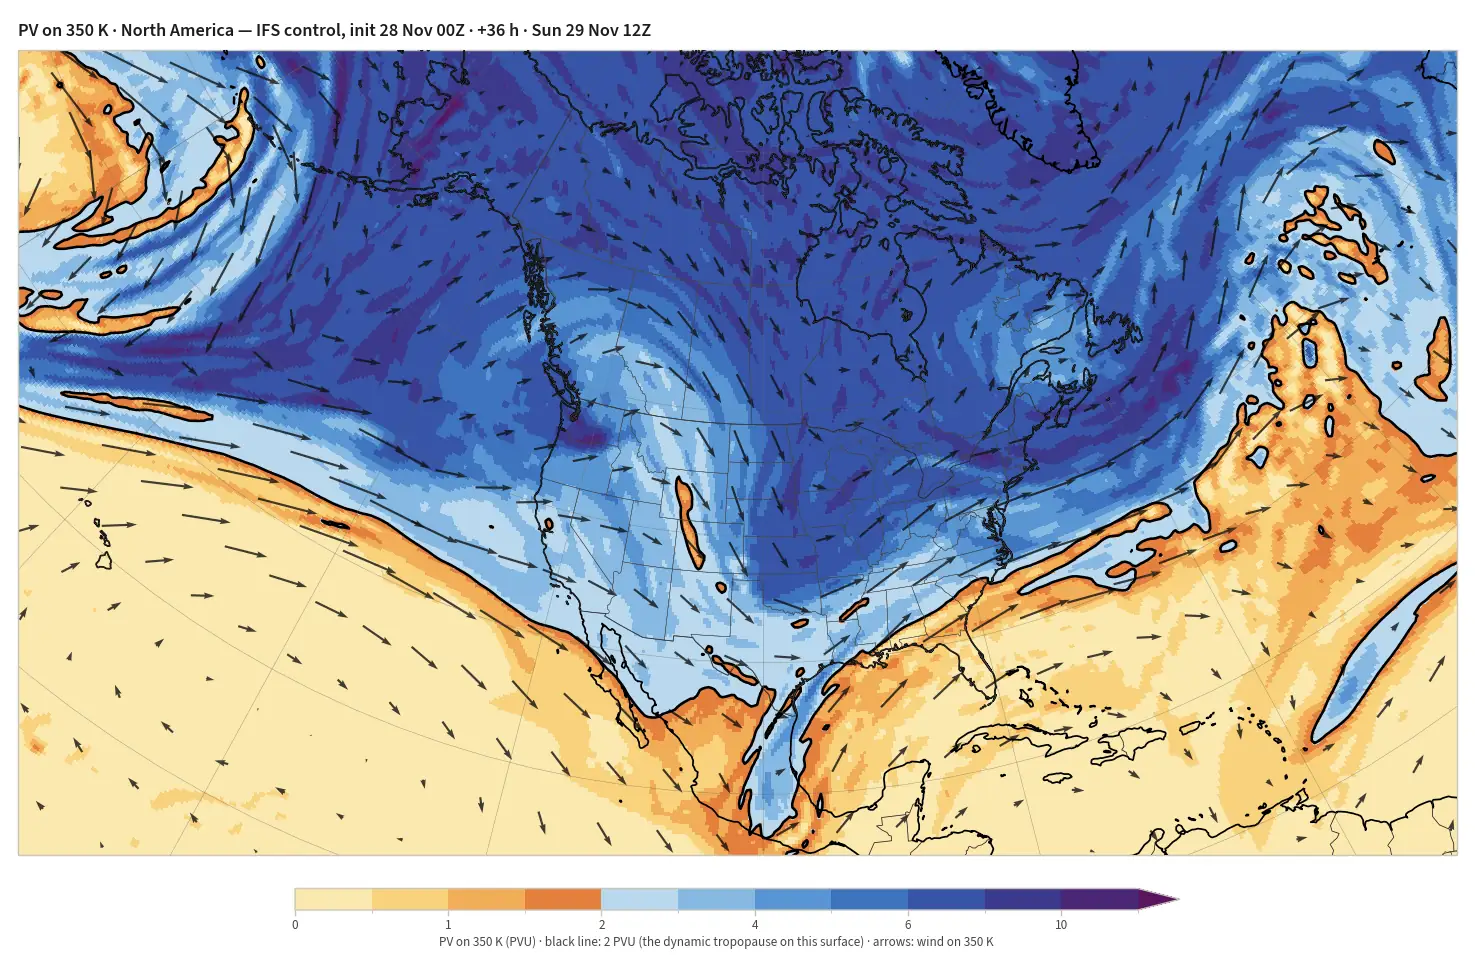 PV on 350 K · North America — IFS control, init 28 Nov 00Z · +36 h · Sun 29 Nov 12Z
0 1 2 4 6 10
PV on 350 K (PVU) · black line: 2 PVU (the dynamic tropopause on this surface) · arrows: wind on 350 K